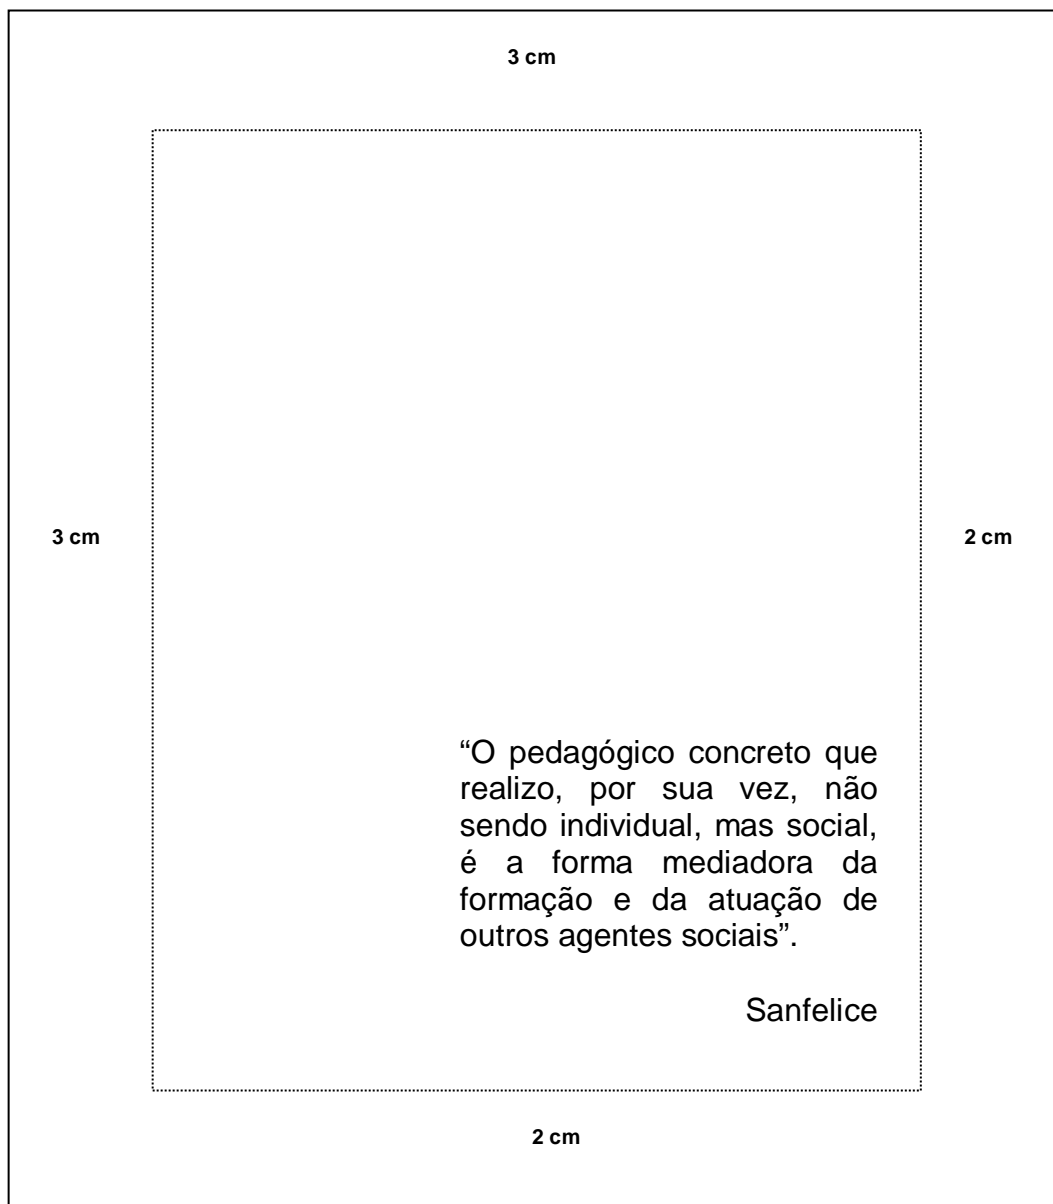 3 cm
3 cm
2 cm
“O pedagógico concreto que
realizo, por sua vez, não
sendo individual, mas social,
é a forma mediadora da
formação e da atuação de
outros agentes sociais”.
Sanfelice
2 cm